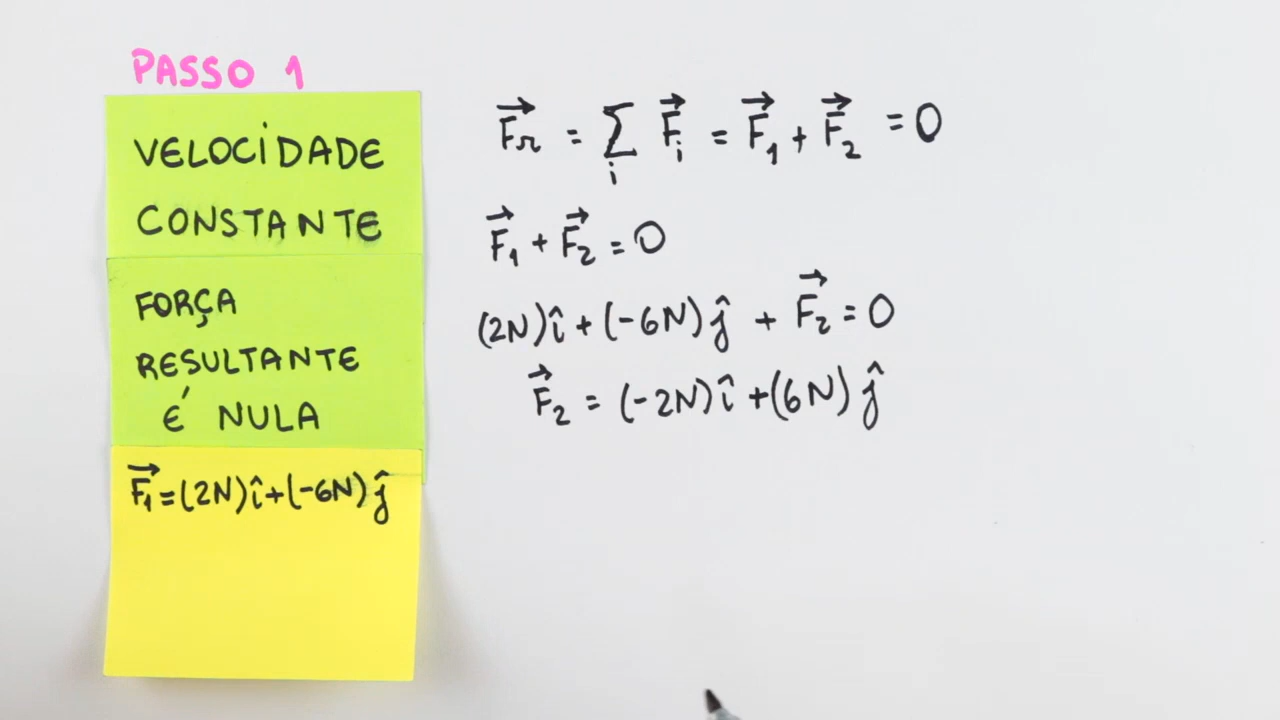 PASSO 1
VELOCIDADE
CONSTANTE
FORÇA
RESULTANTE
É NULA
F⃗₁=(2N)î+(-6N)ĵ
F⃗r = ∑ᵢ F⃗ᵢ = F⃗₁ + F⃗₂ = 0
F⃗₁ + F⃗₂ = 0
(2N)î + (-6N)ĵ + F⃗₂ = 0
F⃗₂ = (-2N)î + (6N)ĵ